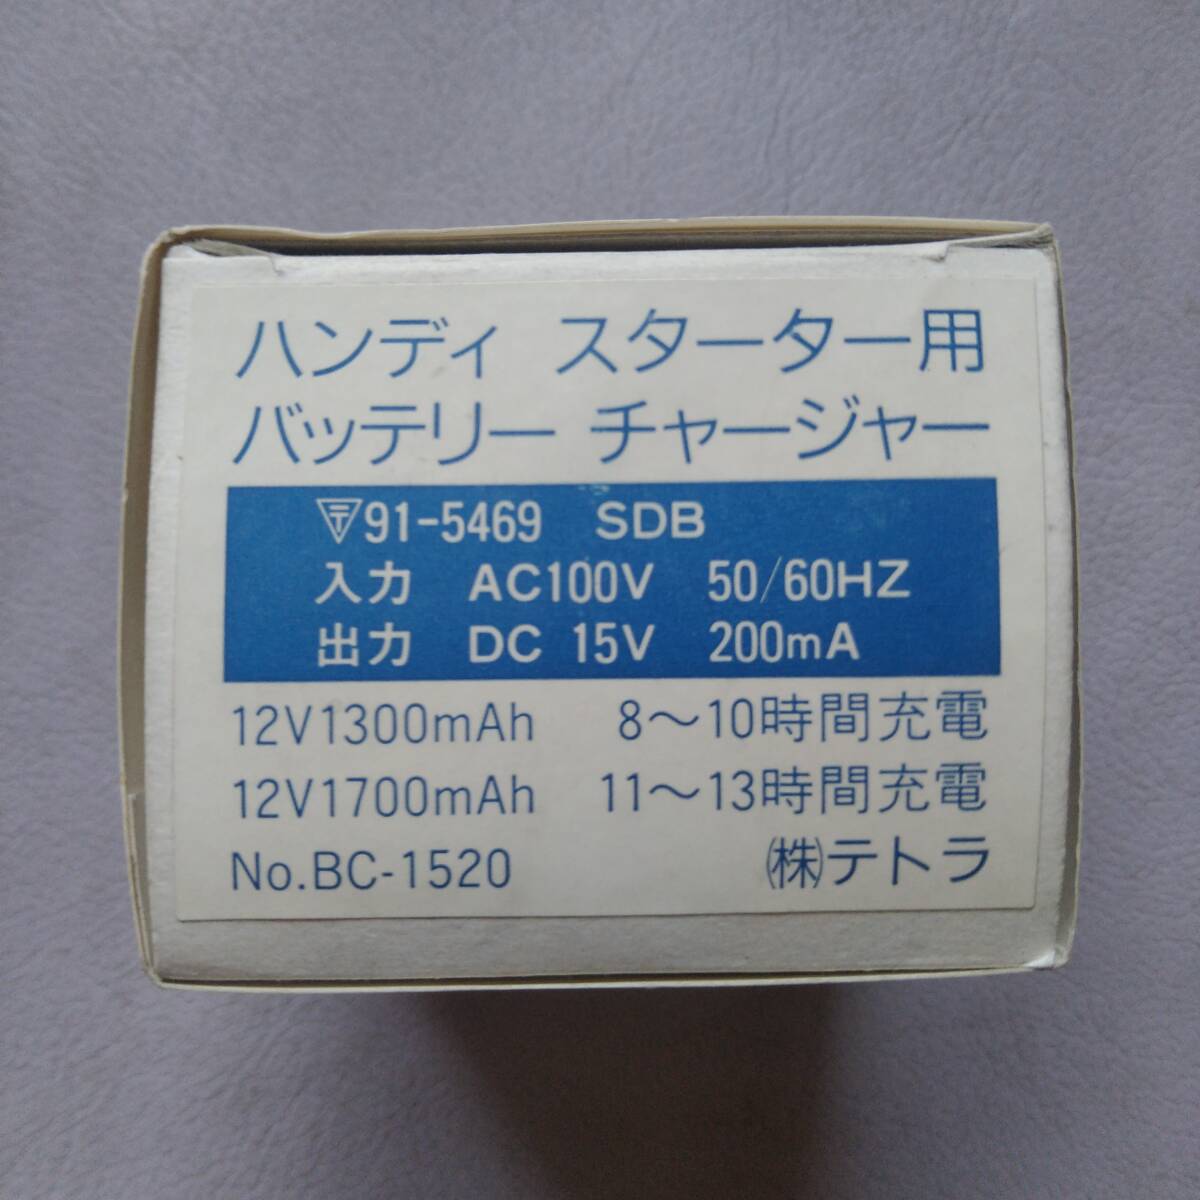 ハンディ スターター用
バッテリー チャージャー
91-5469 SDB
入力 AC100V 50/60HZ
出力 DC 15V 200mA
12V1300mAh 8〜10時間充電
12V1700mAh 11〜13時間充電
No.BC-1520 ㈱テトラ